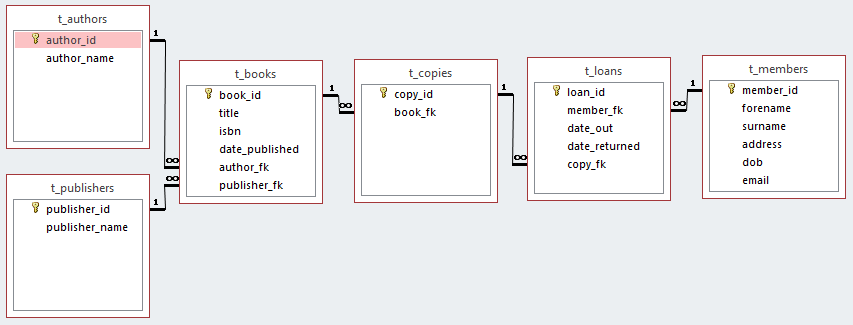 t_authors
author_id
author_name
1
∞
t_publishers
publisher_id
publisher_name
1
∞
t_books
book_id
title
isbn
date_published
author_fk
publisher_fk
1
∞
t_copies
copy_id
book_fk
1
∞
t_loans
loan_id
member_fk
date_out
date_returned
copy_fk
∞
1
t_members
member_id
forename
surname
address
dob
email